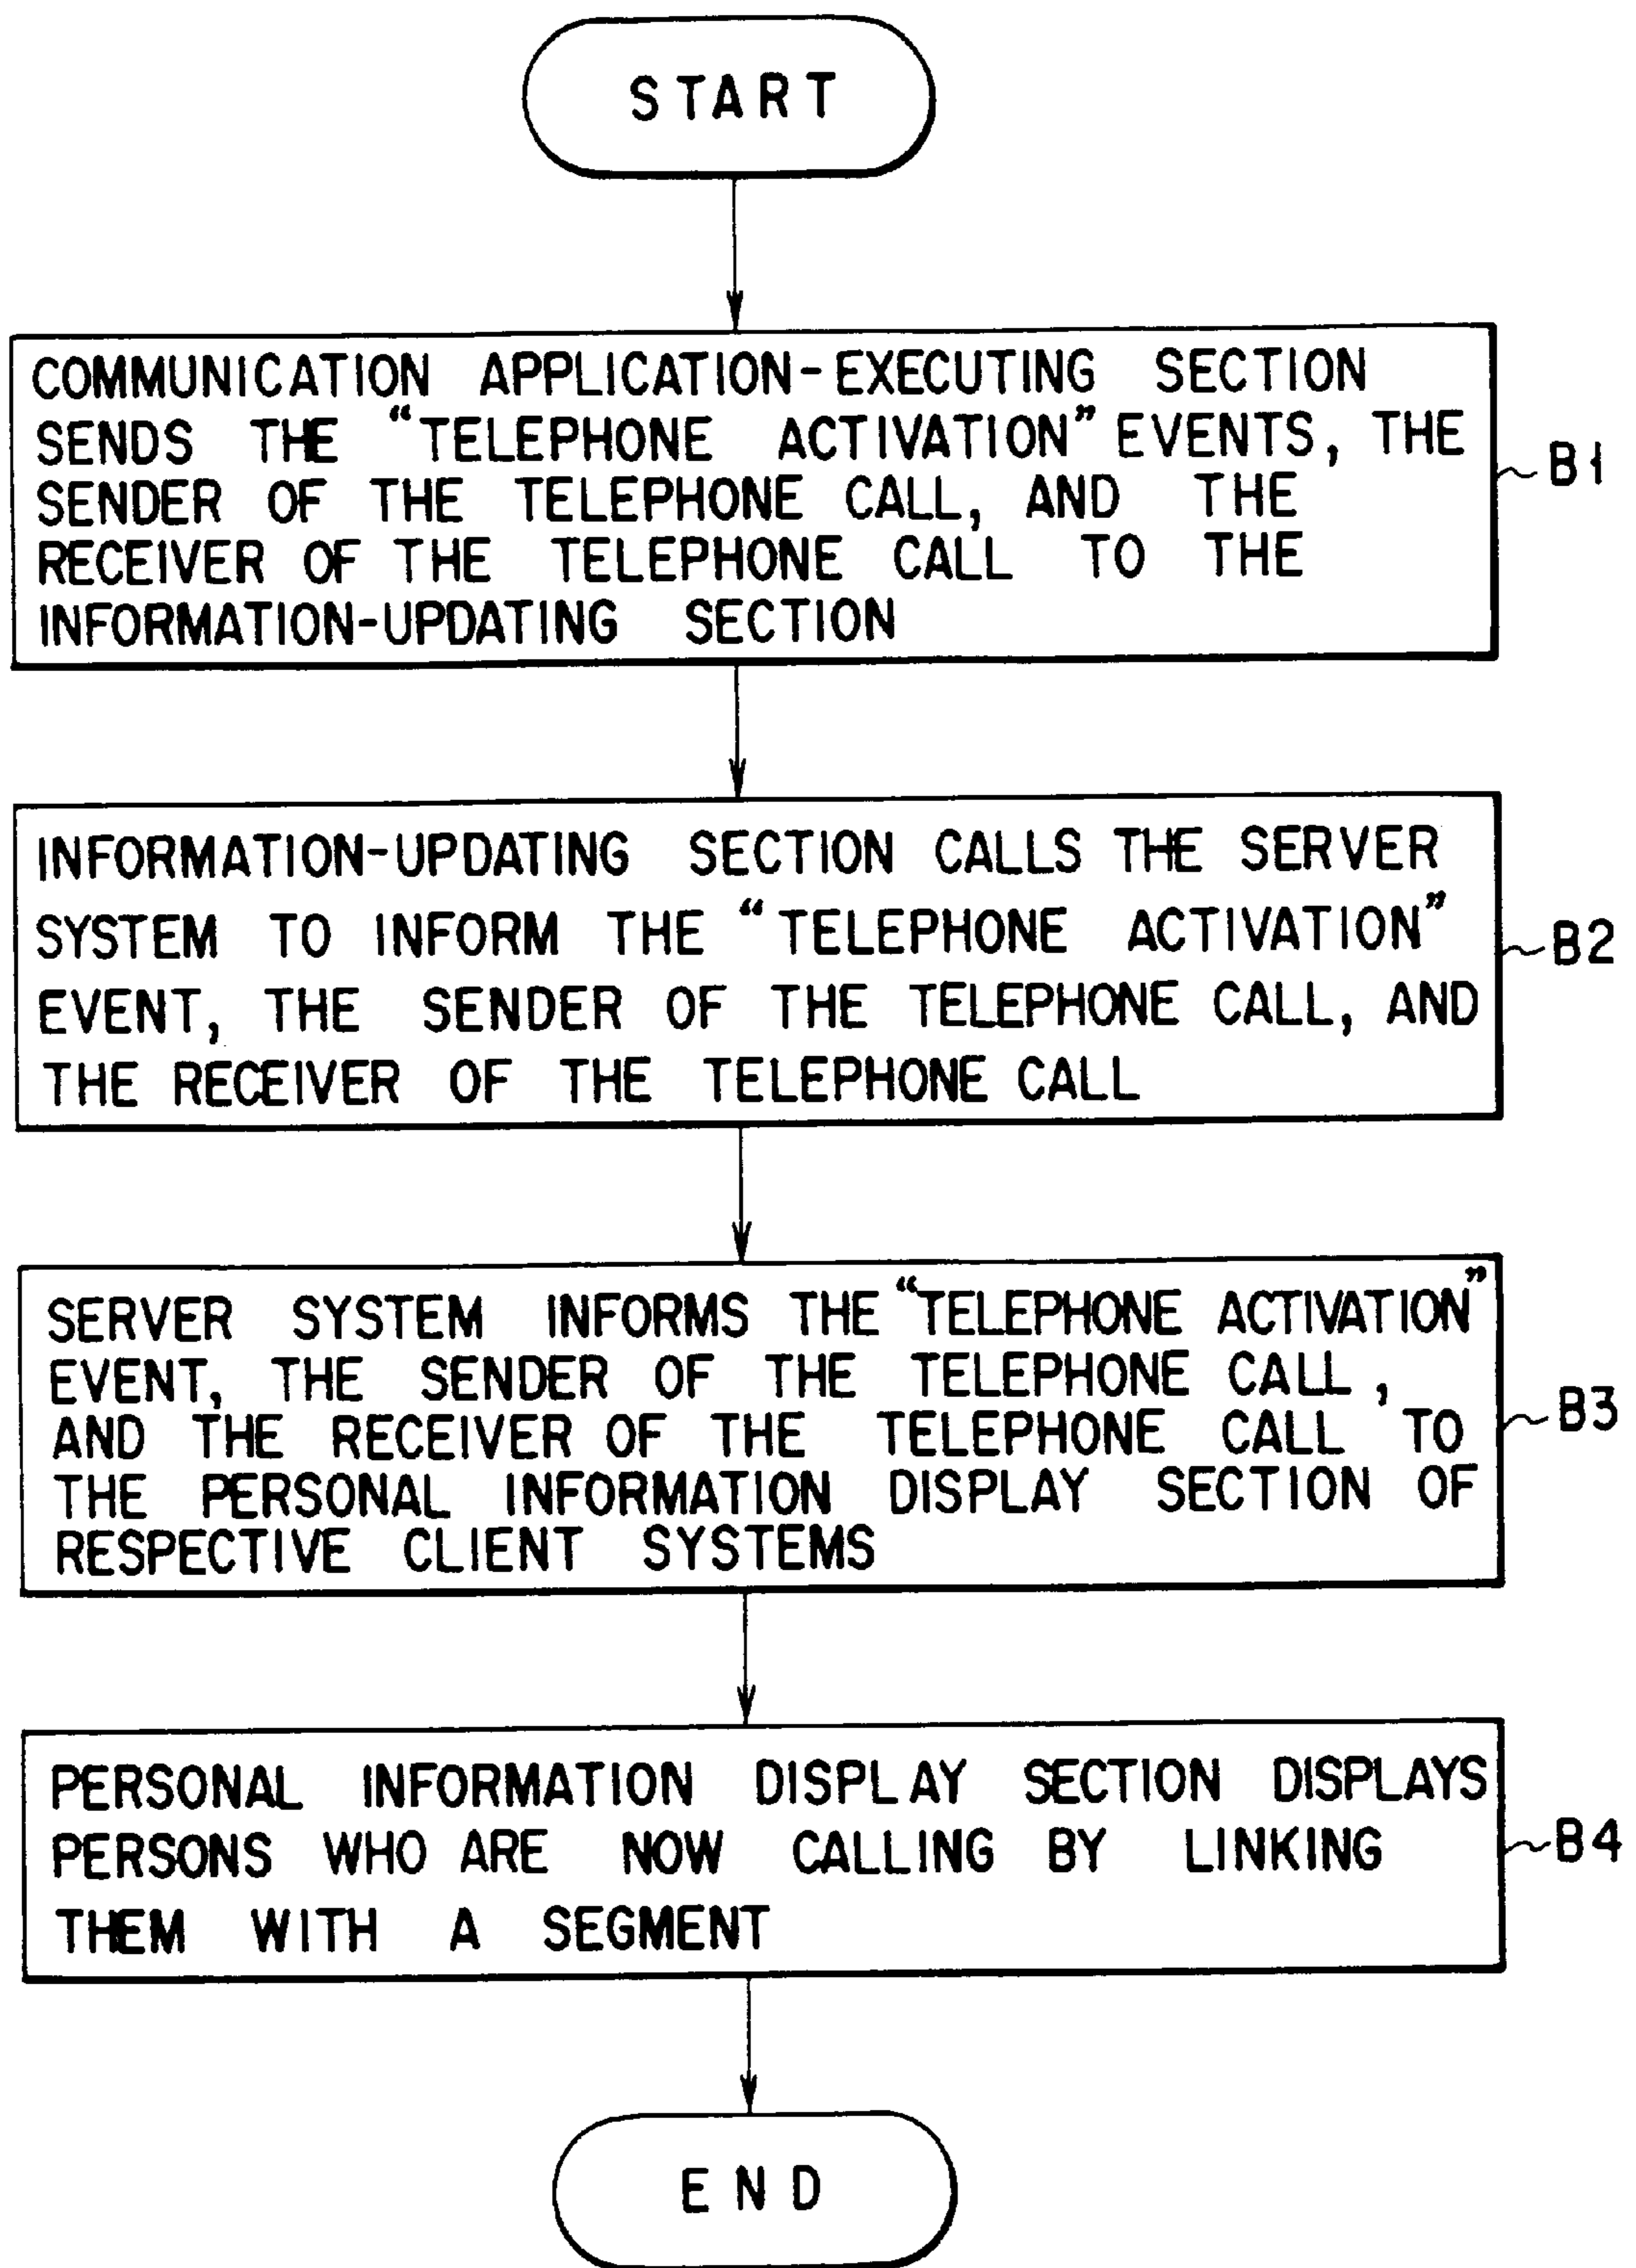 START
COMMUNICATION APPLICATION-EXECUTING SECTION
SENDS THE "TELEPHONE ACTIVATION" EVENTS, THE
SENDER OF THE TELEPHONE CALL, AND THE
RECEIVER OF THE TELEPHONE CALL TO THE
INFORMATION-UPDATING SECTION
B1
INFORMATION-UPDATING SECTION CALLS THE SERVER
SYSTEM TO INFORM THE "TELEPHONE ACTIVATION"
EVENT, THE SENDER OF THE TELEPHONE CALL, AND
THE RECEIVER OF THE TELEPHONE CALL
B2
SERVER SYSTEM INFORMS THE "TELEPHONE ACTIVATION"
EVENT, THE SENDER OF THE TELEPHONE CALL,
AND THE RECEIVER OF THE TELEPHONE CALL TO
THE PERSONAL INFORMATION DISPLAY SECTION OF
RESPECTIVE CLIENT SYSTEMS
B3
PERSONAL INFORMATION DISPLAY SECTION DISPLAYS
PERSONS WHO ARE NOW CALLING BY LINKING
THEM WITH A SEGMENT
B4
END